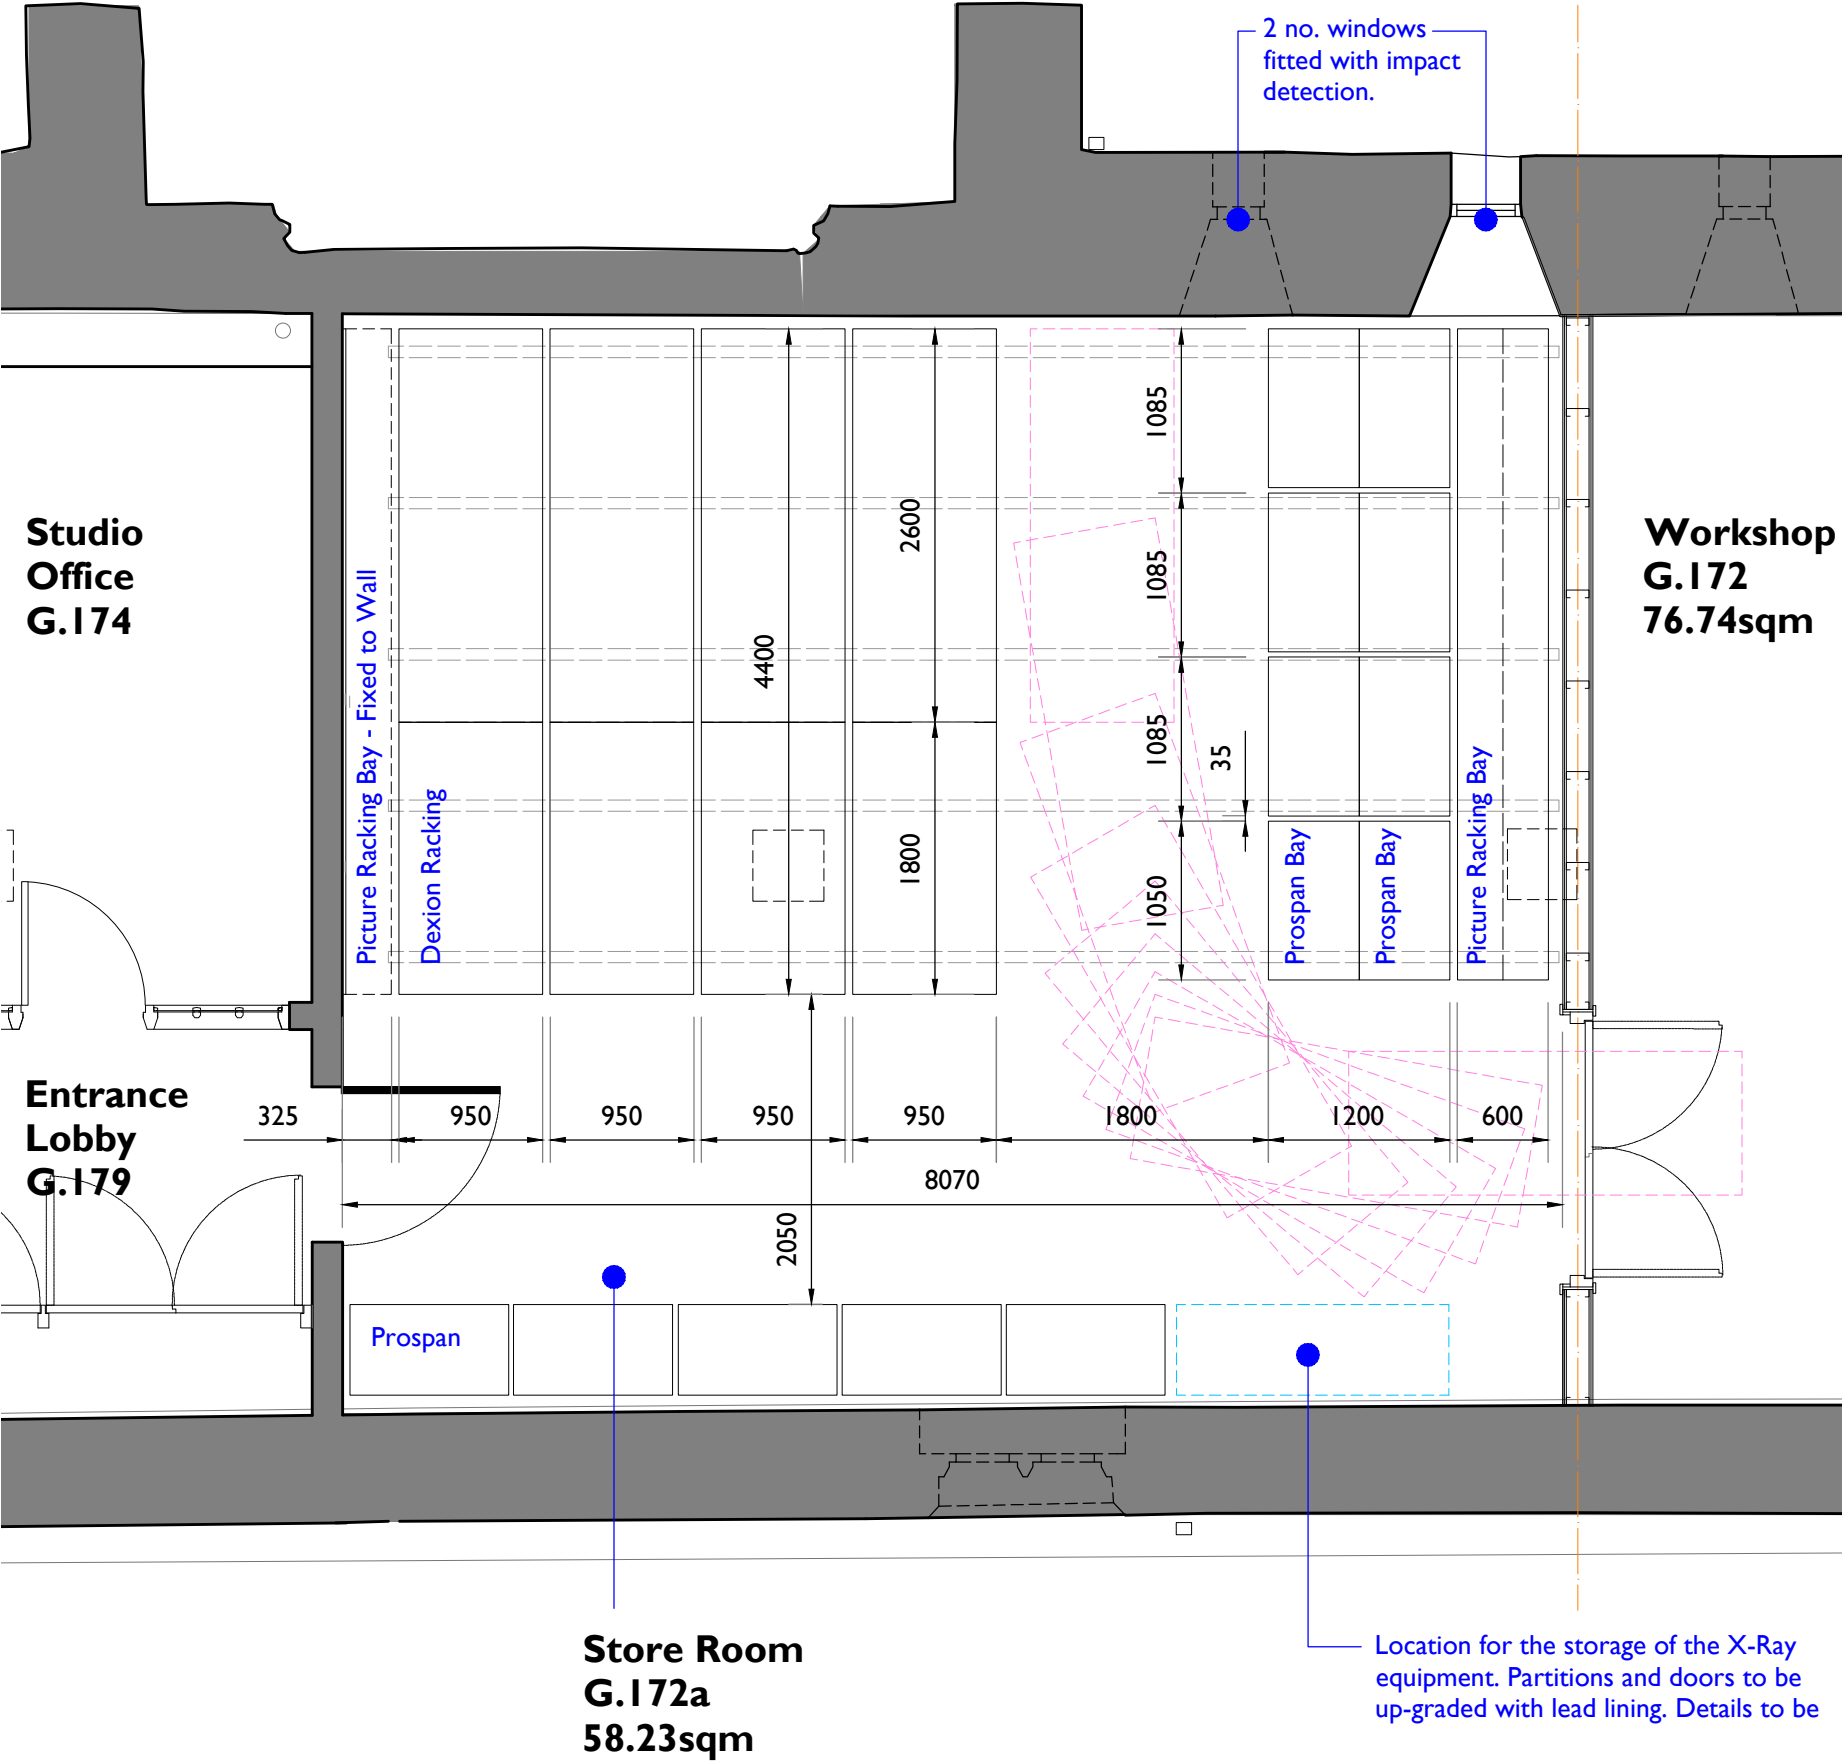 2 no. windows
fitted with impact
detection.
Studio
Office
G.174
Workshop
G.172
76.74sqm
Picture Racking Bay - Fixed to Wall
Dexion Racking
4400
2600
1800
1085
1085
1085
35
1050
Prospan Bay
Prospan Bay
Picture Racking Bay
Entrance
Lobby
G.179
325
950
950
950
950
1800
1200
600
8070
2050
Prospan
Store Room
G.172a
58.23sqm
Location for the storage of the X-Ray
equipment. Partitions and doors to be
up-graded with lead lining. Details to be